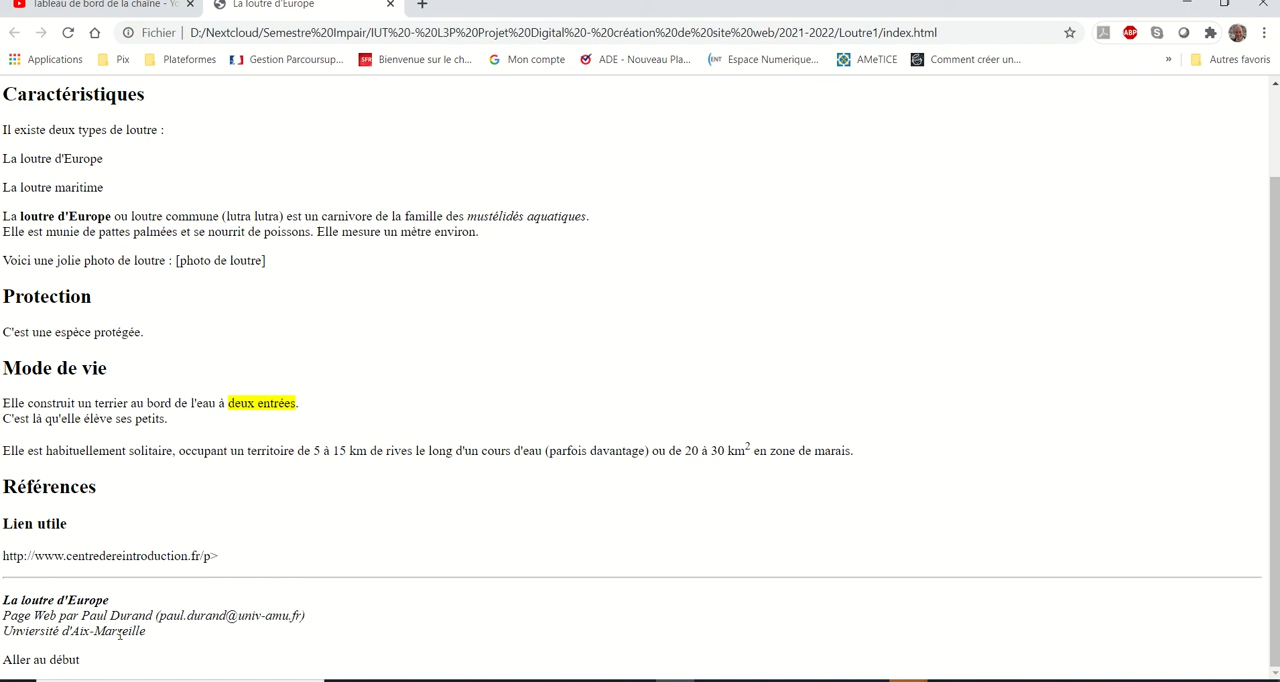 Tableau de bord de la chaîne - Yo
La loutre d'Europe
Fichier | D:/Nextcloud/Semestre%20Impair/IUT%20-%20L3P%20Projet%20Digital%20-%20création%20de%20site%20web/2021-2022/Loutre1/index.html
ABP
Applications Pix Plateformes Gestion Parcoursup... SFR Bienvenue sur le ch... Mon compte ADE - Nouveau Pla... ENT Espace Numerique... AMeTICE Comment créer un... » Autres favoris
Caractéristiques
Il existe deux types de loutre :
La loutre d'Europe
La loutre maritime
La loutre d'Europe ou loutre commune (lutra lutra) est un carnivore de la famille des mustélidés aquatiques.
Elle est munie de pattes palmées et se nourrit de poissons. Elle mesure un mètre environ.
Voici une jolie photo de loutre : [photo de loutre]
Protection
C'est une espèce protégée.
Mode de vie
Elle construit un terrier au bord de l'eau à deux entrées.
C'est là qu'elle élève ses petits.
Elle est habituellement solitaire, occupant un territoire de 5 à 15 km de rives le long d'un cours d'eau (parfois davantage) ou de 20 à 30 km² en zone de marais.
Références
Lien utile
http://www.centredereintroduction.fr/p>
La loutre d'Europe
Page Web par Paul Durand (paul.durand@univ-amu.fr)
Unviersité d'Aix-Marseille
Aller au début